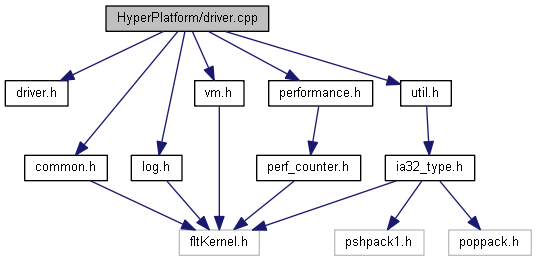 HyperPlatform/driver.cpp
driver.h
vm.h
performance.h
util.h
common.h
log.h
perf_counter.h
ia32_type.h
fltKernel.h
pshpack1.h
poppack.h